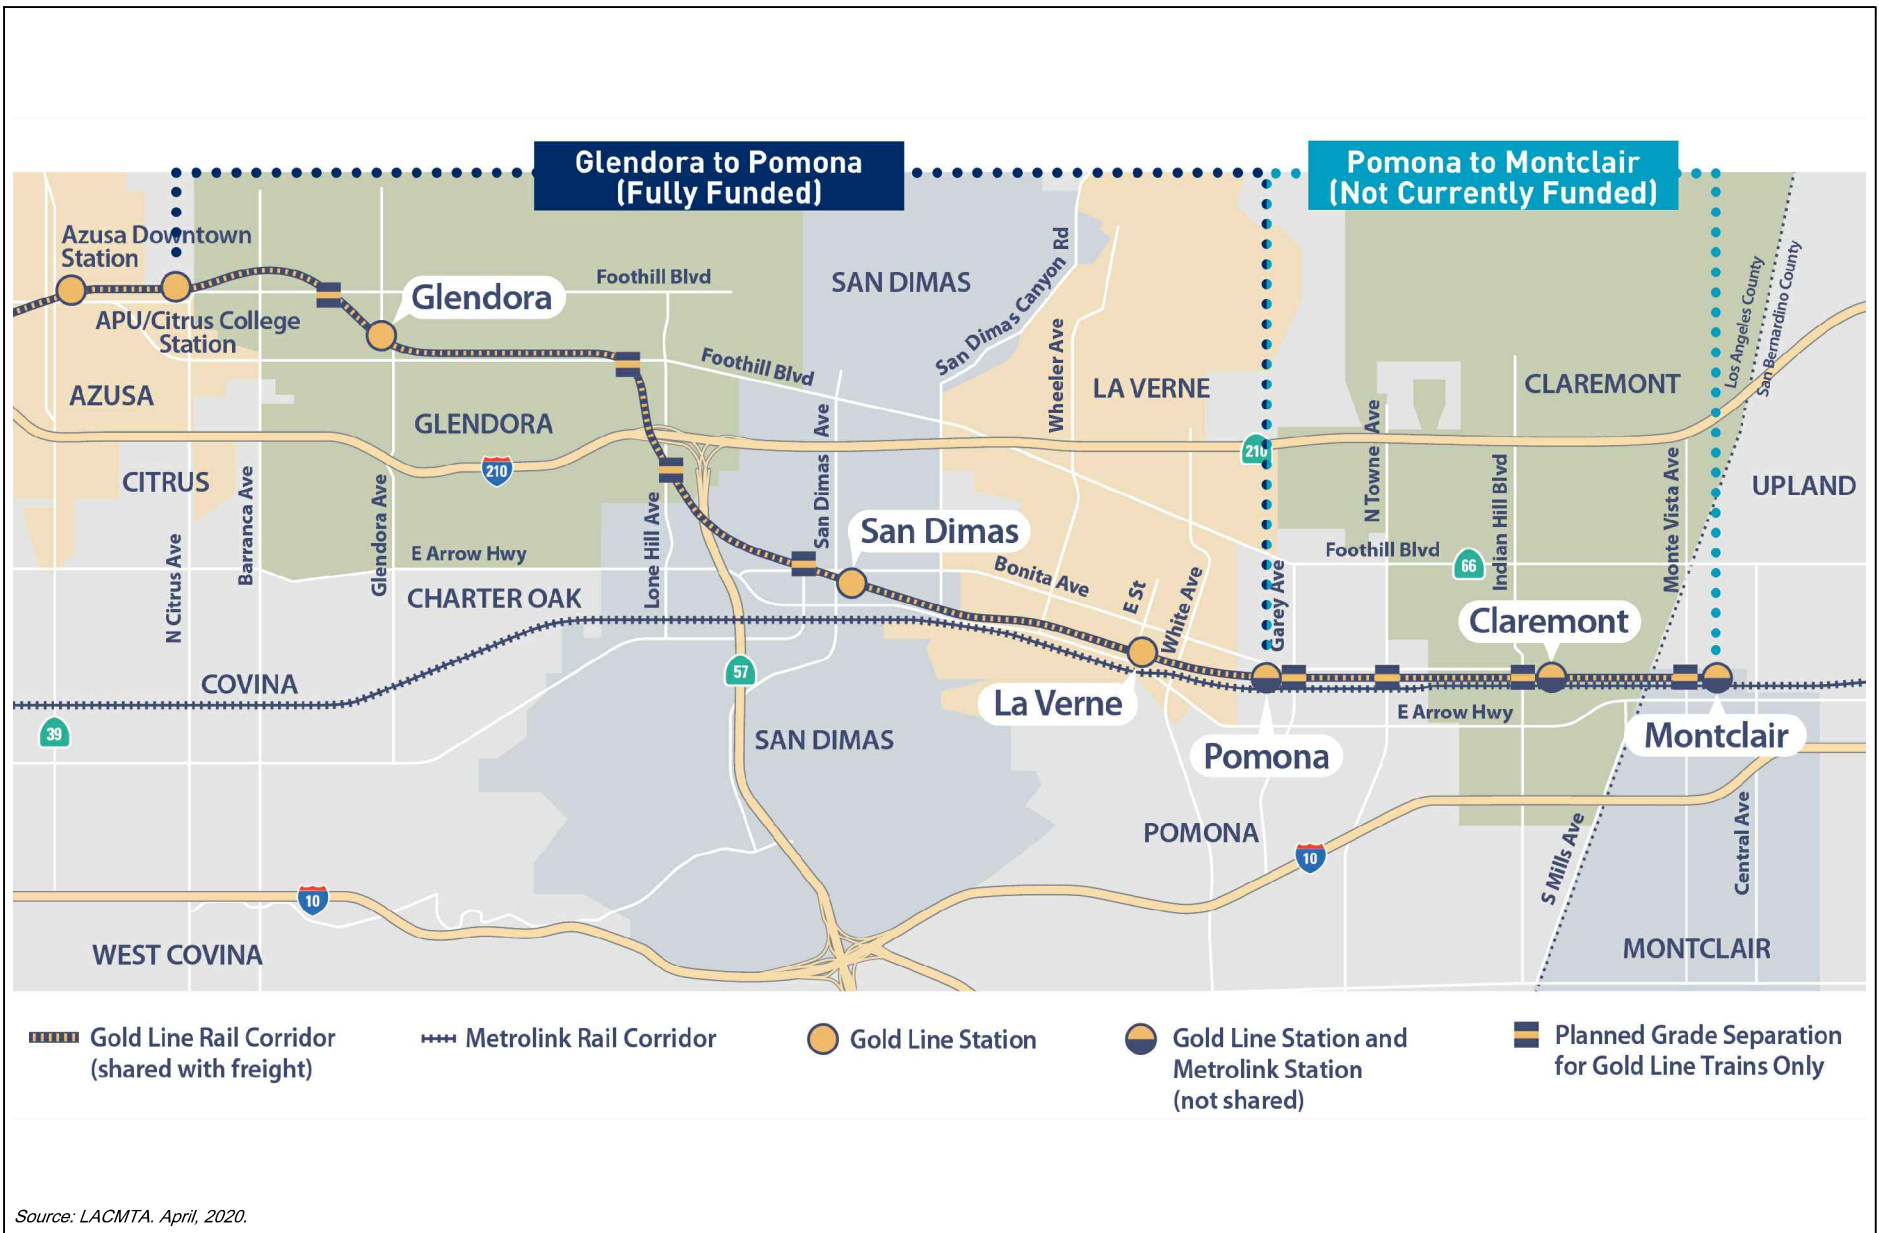 Glendora to Pomona
(Fully Funded)
Pomona to Montclair
(Not Currently Funded)
Azusa Downtown
Station
APU/Citrus College
Station
Glendora
Foothill Blvd
Foothill Blvd
SAN DIMAS
San Dimas Canyon Rd
Wheeler Ave
LA VERNE
Los Angeles County
San Bernardino County
CLAREMONT
AZUSA
GLENDORA
210
210
CITRUS
Barranca Ave
Glendora Ave
N Citrus Ave
E Arrow Hwy
Lone Hill Ave
San Dimas Ave
San Dimas
Bonita Ave
E St
White Ave
Garey Ave
N Towne Ave
Foothill Blvd
66
Indian Hill Blvd
Monte Vista Ave
UPLAND
CHARTER OAK
Claremont
COVINA
57
39
La Verne
E Arrow Hwy
SAN DIMAS
Pomona
Montclair
POMONA
10
10
S Mills Ave
Central Ave
WEST COVINA
MONTCLAIR
Gold Line Rail Corridor
(shared with freight)
Metrolink Rail Corridor
Gold Line Station
Gold Line Station and
Metrolink Station
(not shared)
Planned Grade Separation
for Gold Line Trains Only
Source: LACMTA. April, 2020.